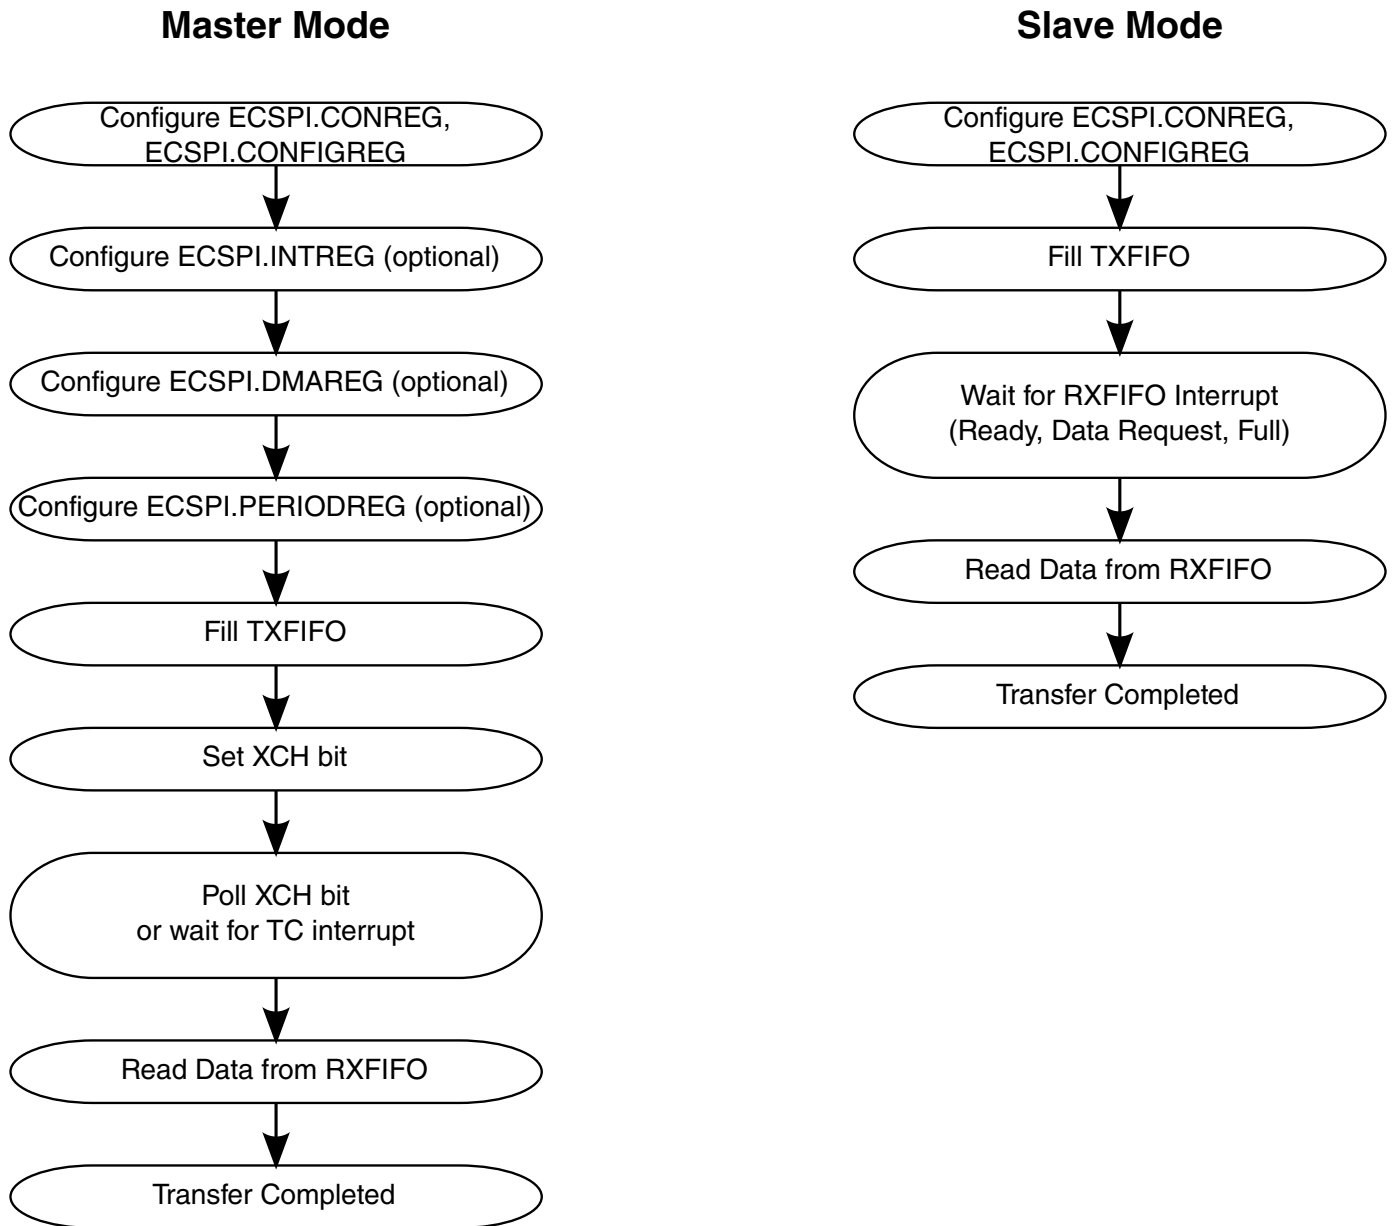 Master Mode
Configure ECSPI.CONREG,
ECSPI.CONFIGREG
Configure ECSPI.INTREG (optional)
Configure ECSPI.DMAREG (optional)
Configure ECSPI.PERIODREG (optional)
Fill TXFIFO
Set XCH bit
Poll XCH bit
or wait for TC interrupt
Read Data from RXFIFO
Transfer Completed
Slave Mode
Configure ECSPI.CONREG,
ECSPI.CONFIGREG
Fill TXFIFO
Wait for RXFIFO Interrupt
(Ready, Data Request, Full)
Read Data from RXFIFO
Transfer Completed